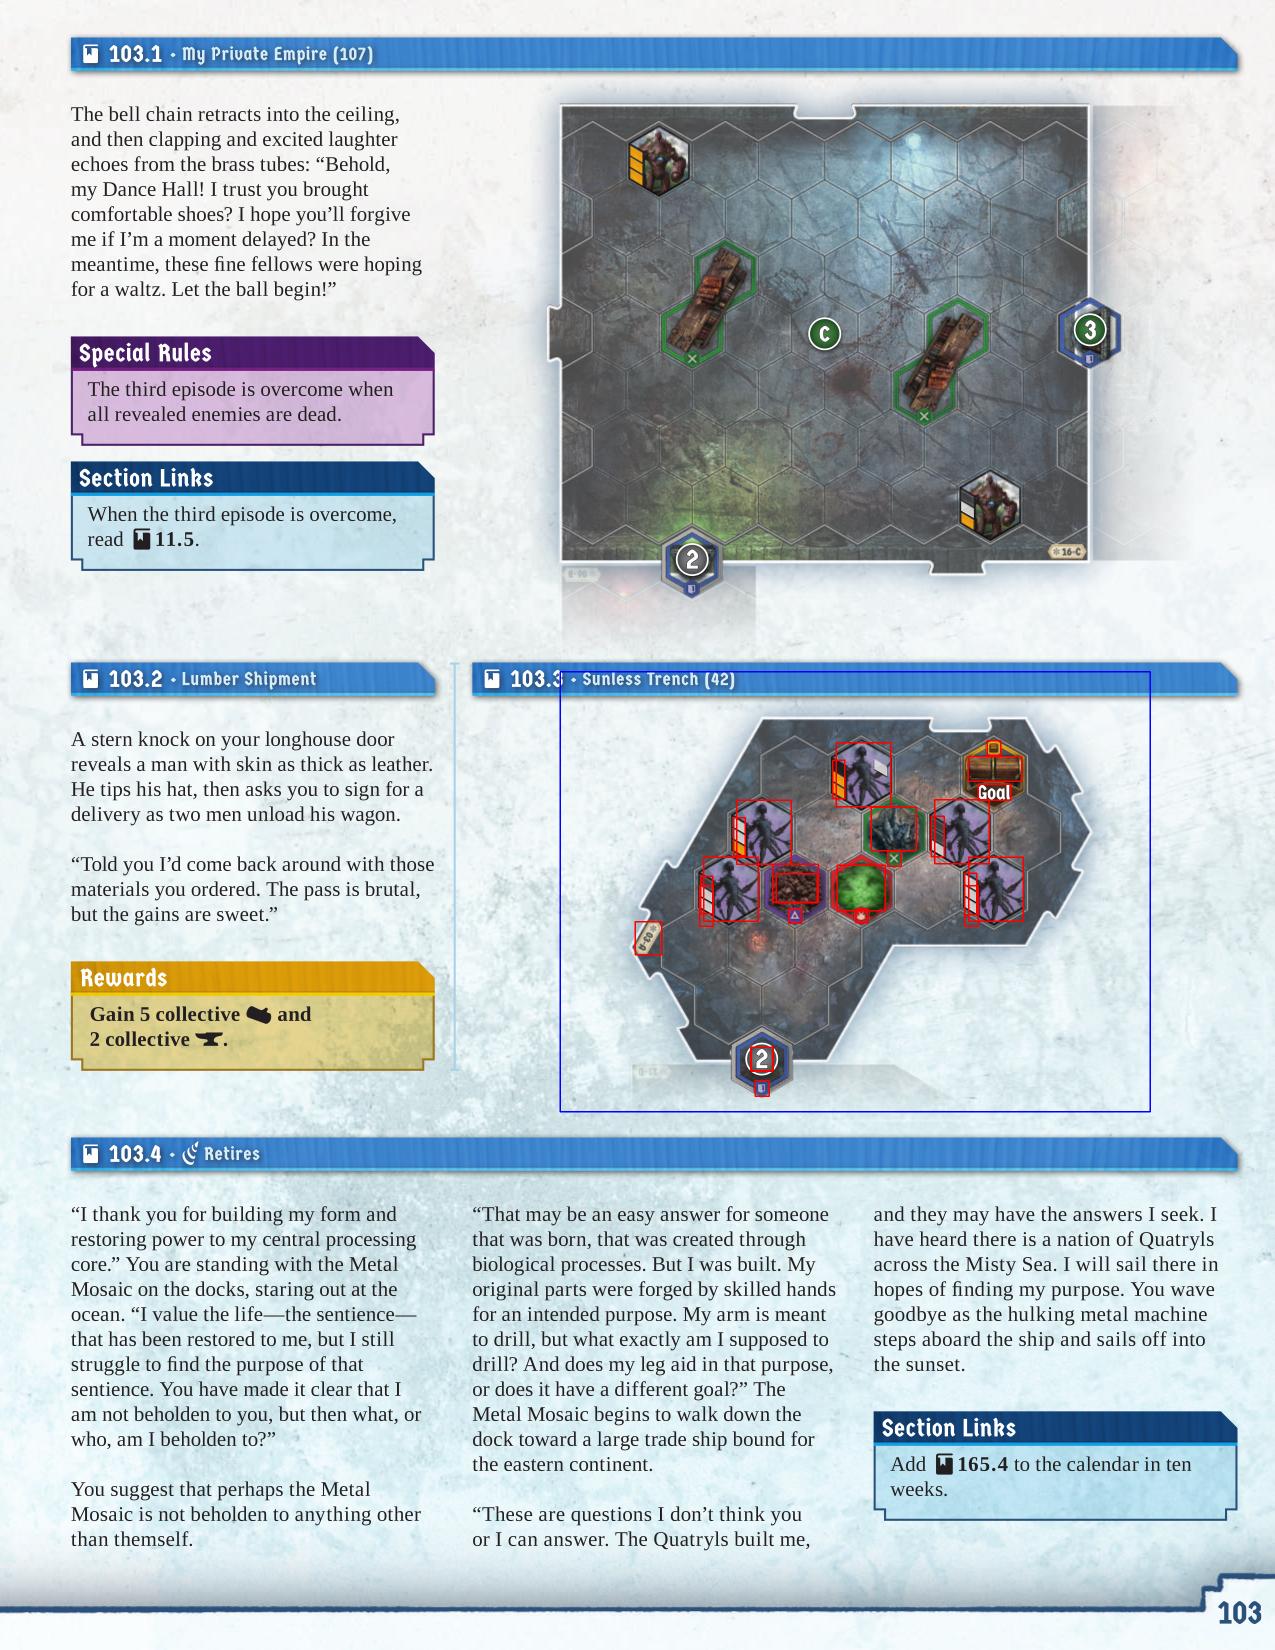 103.1 • My Private Empire (107)
The bell chain retracts into the ceiling,
and then clapping and excited laughter
echoes from the brass tubes: “Behold,
my Dance Hall! I trust you brought
comfortable shoes? I hope you’ll forgive
me if I’m a moment delayed? In the
meantime, these fine fellows were hoping
for a waltz. Let the ball begin!”
Special Rules
The third episode is overcome when
all revealed enemies are dead.
Section Links
When the third episode is overcome,
read 11.5.
C
3
2
16-C
103.2 • Lumber Shipment
A stern knock on your longhouse door
reveals a man with skin as thick as leather.
He tips his hat, then asks you to sign for a
delivery as two men unload his wagon.
“Told you I’d come back around with those
materials you ordered. The pass is brutal,
but the gains are sweet.”
Rewards
Gain 5 collective and
2 collective .
103.3 • Sunless Trench (42)
Goal
2
103.4 • Retires
“I thank you for building my form and
restoring power to my central processing
core.” You are standing with the Metal
Mosaic on the docks, staring out at the
ocean. “I value the life—the sentience—
that has been restored to me, but I still
struggle to find the purpose of that
sentience. You have made it clear that I
am not beholden to you, but then what, or
who, am I beholden to?”
You suggest that perhaps the Metal
Mosaic is not beholden to anything other
than themself.
“That may be an easy answer for someone
that was born, that was created through
biological processes. But I was built. My
original parts were forged by skilled hands
for an intended purpose. My arm is meant
to drill, but what exactly am I supposed to
drill? And does my leg aid in that purpose,
or does it have a different goal?” The
Metal Mosaic begins to walk down the
dock toward a large trade ship bound for
the eastern continent.
“These are questions I don’t think you
or I can answer. The Quatryls built me,
and they may have the answers I seek. I
have heard there is a nation of Quatryls
across the Misty Sea. I will sail there in
hopes of finding my purpose. You wave
goodbye as the hulking metal machine
steps aboard the ship and sails off into
the sunset.
Section Links
Add 165.4 to the calendar in ten
weeks.
103